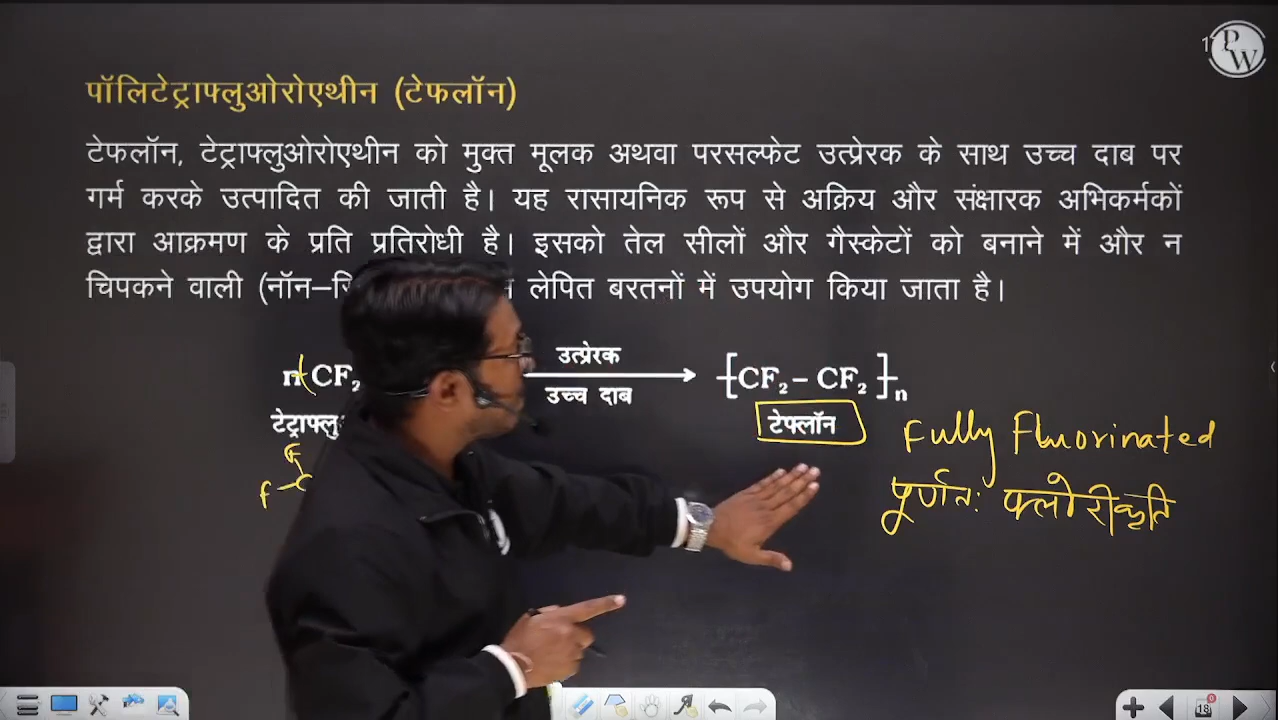 PW
पॉलिटेट्राफ्लुओरोएथीन (टेफलॉन)
टेफलॉन, टेट्राफ्लुओरोएथीन को मुक्त मूलक अथवा परसल्फेट उत्प्रेरक के साथ उच्च दाब पर
गर्म करके उत्पादित की जाती है। यह रासायनिक रूप से अक्रिय और संक्षारक अभिकर्मकों
द्वारा आक्रमण के प्रति प्रतिरोधी है। इसको तेल सीलों और गैस्केटों को बनाने में और न
चिपकने वाली लेपित बरतनों में उपयोग किया जाता है।
n CF₂ उत्प्रेरक [CF₂ – CF₂]n
उच्च दाब
टेफ्लॉन
Fully Fluorinated
पूर्णतः फ्लोरीकृति
F C
18